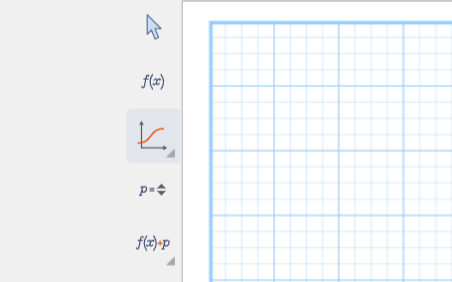 f(x)
p=
f(x)+p